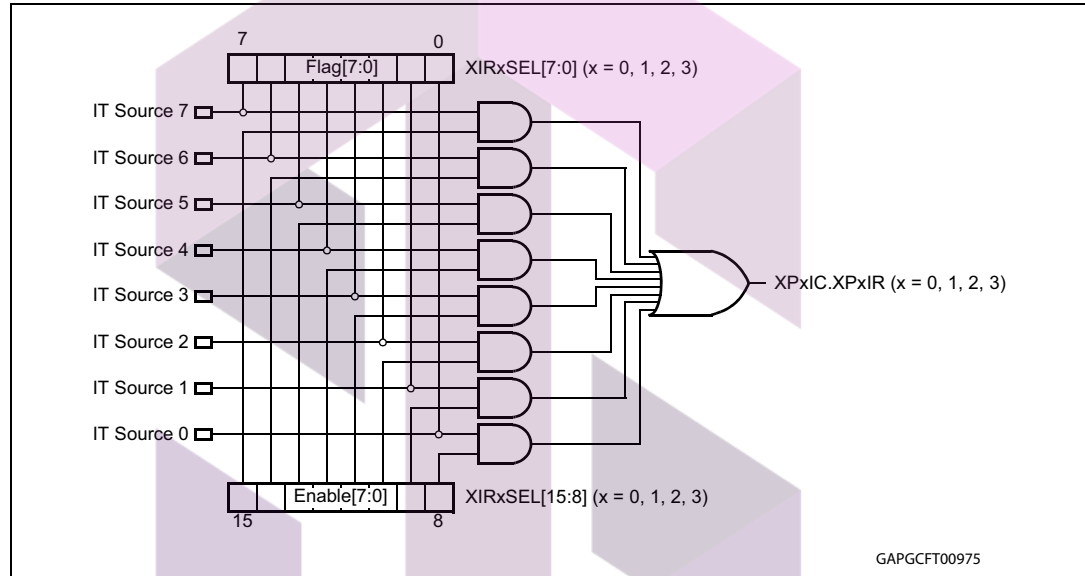 7 0
Flag[7:0] XIRxSEL[7:0] (x = 0, 1, 2, 3)
IT Source 7
IT Source 6
IT Source 5
IT Source 4
IT Source 3
XPxIC.XPxIR (x = 0, 1, 2, 3)
IT Source 2
IT Source 1
IT Source 0
Enable[7:0] XIRxSEL[15:8] (x = 0, 1, 2, 3)
15 8
GAPGCFT00975